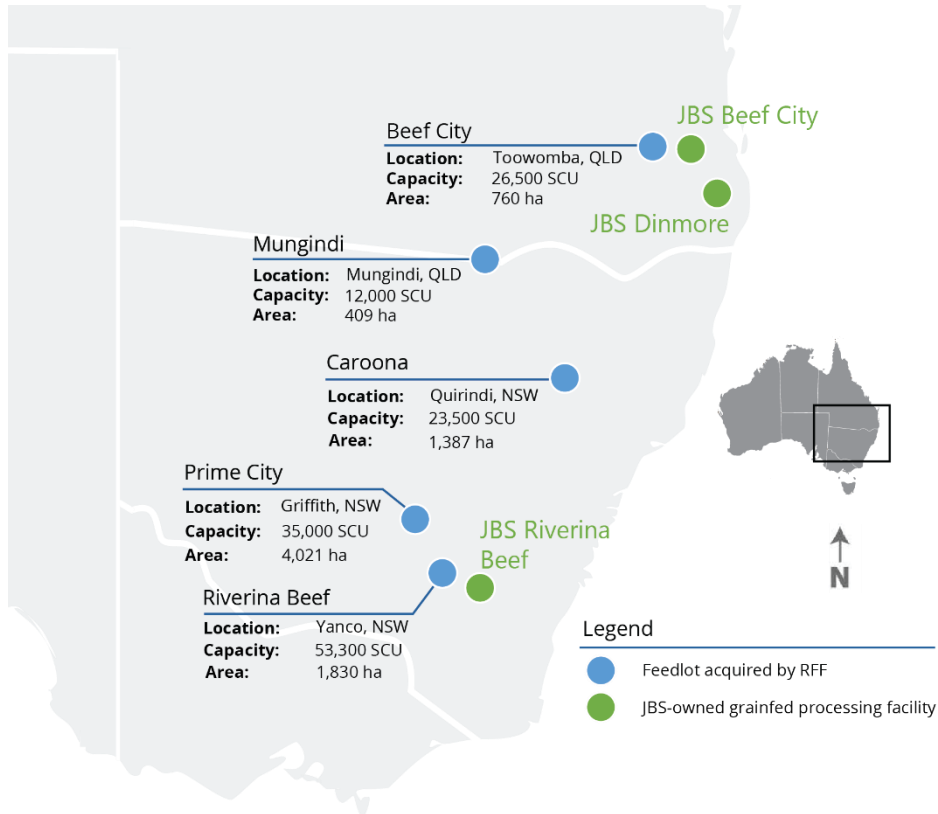 JBS Beef City
Beef City
Location: Toowomba, QLD
Capacity: 26,500 SCU
Area: 760 ha
JBS Dinmore
Mungindi
Location: Mungindi, QLD
Capacity: 12,000 SCU
Area: 409 ha
Caroona
Location: Quirindi, NSW
Capacity: 23,500 SCU
Area: 1,387 ha
Prime City
Location: Griffith, NSW
Capacity: 35,000 SCU
Area: 4,021 ha
JBS Riverina
Beef
Riverina Beef
Location: Yanco, NSW
Capacity: 53,300 SCU
Area: 1,830 ha
N
Legend
Feedlot acquired by RFF
JBS-owned grainfed processing facility